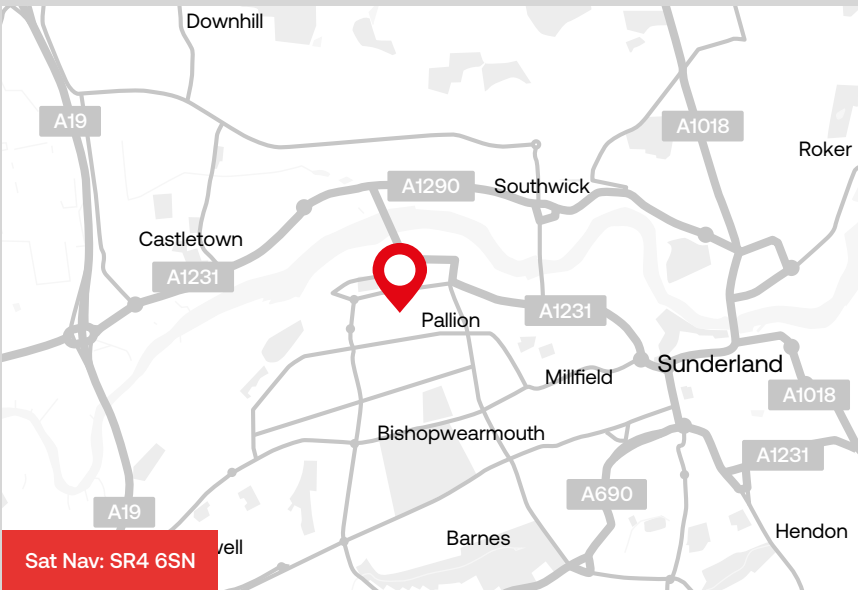 Downhill
A19
A1018
Roker
A1290
Southwick
Castletown
A1231
A1231
Pallion
Millfield
Sunderland
A1018
Bishopwearmouth
A1231
A690
A19
Hendon
Barnes
Sat Nav: SR4 6SN